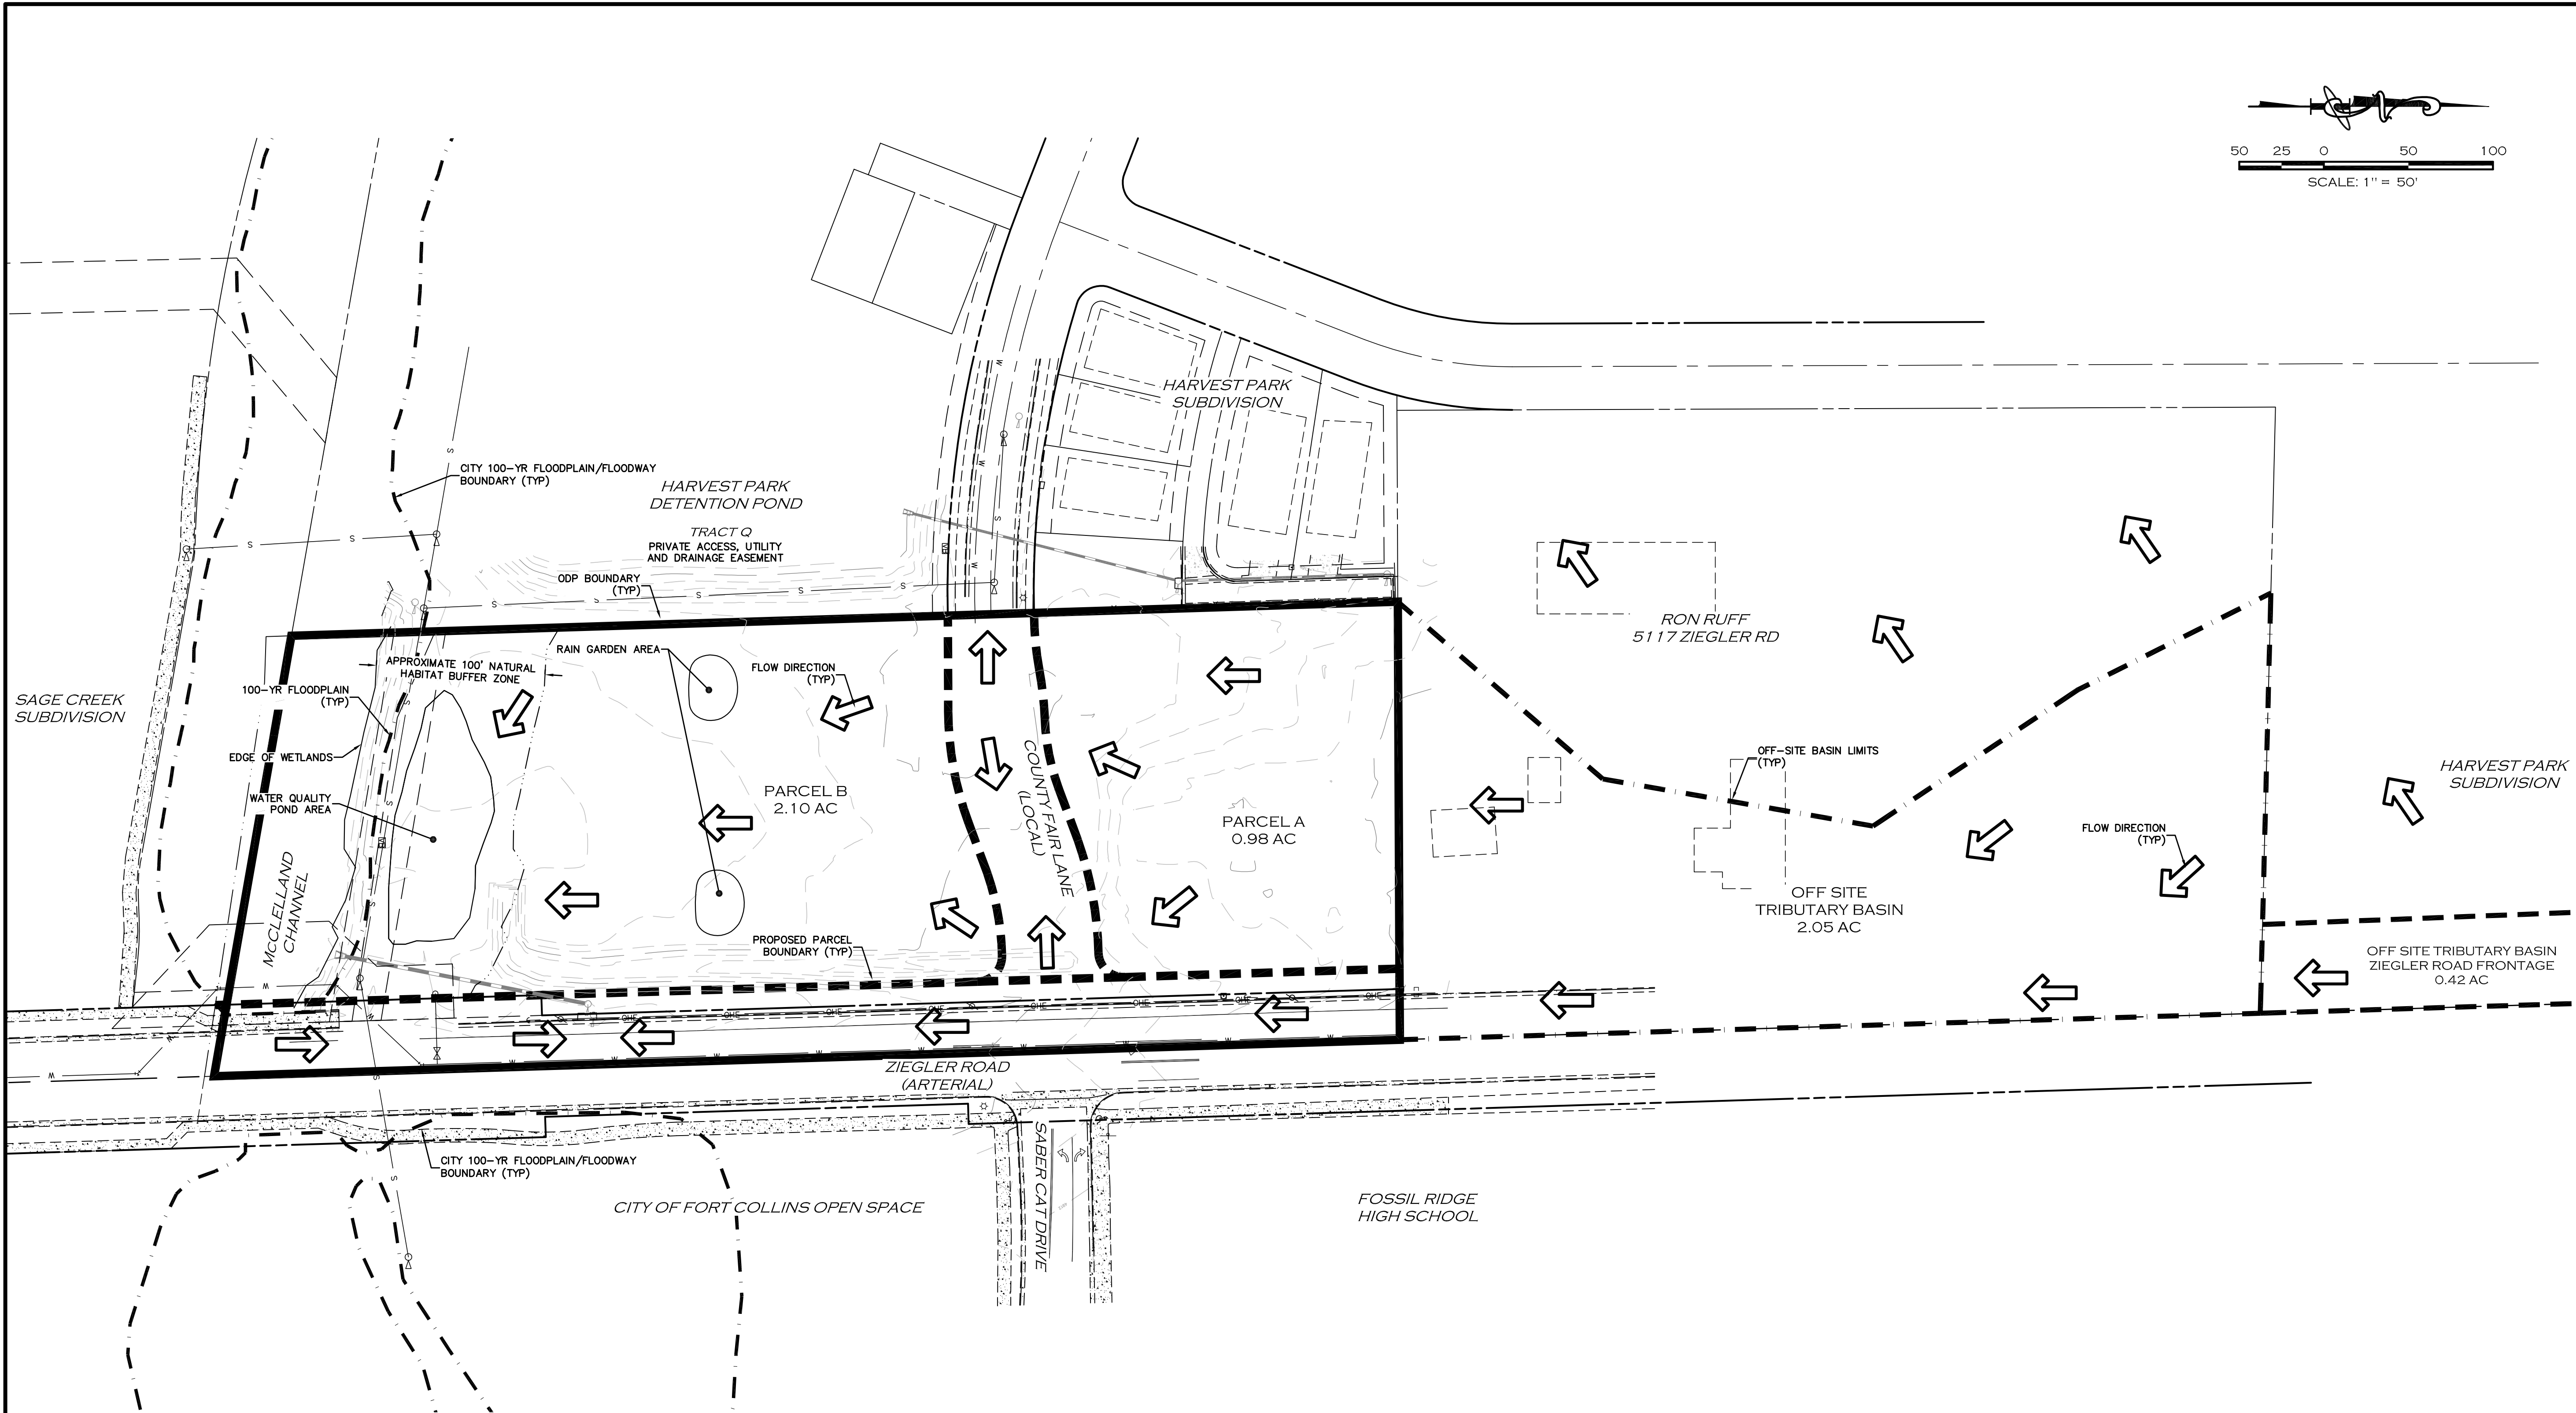 50 25 0 50 100
SCALE: 1" = 50'
HARVEST PARK
SUBDIVISION
CITY 100-YR FLOODPLAIN/FLOODWAY
BOUNDARY (TYP)
HARVEST PARK
DETENTION POND
TRACT Q
PRIVATE ACCESS, UTILITY
AND DRAINAGE EASEMENT
ODP BOUNDARY
(TYP)
RON RUFF
5117 ZIEGLER RD
RAIN GARDEN AREA
APPROXIMATE 100' NATURAL
HABITAT BUFFER ZONE
FLOW DIRECTION
(TYP)
100-YR FLOODPLAIN
(TYP)
SAGE CREEK
SUBDIVISION
EDGE OF WETLANDS
OFF-SITE BASIN LIMITS
(TYP)
HARVEST PARK
SUBDIVISION
WATER QUALITY
POND AREA
PARCEL B
2.10 AC
COUNTY FAIR LANE
(LOCAL)
PARCEL A
0.98 AC
FLOW DIRECTION
(TYP)
McCLELLAND
CHANNEL
OFF SITE
TRIBUTARY BASIN
2.05 AC
PROPOSED PARCEL
BOUNDARY (TYP)
OFF SITE TRIBUTARY BASIN
ZIEGLER ROAD FRONTAGE
0.42 AC
OHE
OHE
OHE
OHE
OHE
OHE
ZIEGLER ROAD
(ARTERIAL)
CITY 100-YR FLOODPLAIN/FLOODWAY
BOUNDARY (TYP)
SABER CAT DRIVE
CITY OF FORT COLLINS OPEN SPACE
FOSSIL RIDGE
HIGH SCHOOL